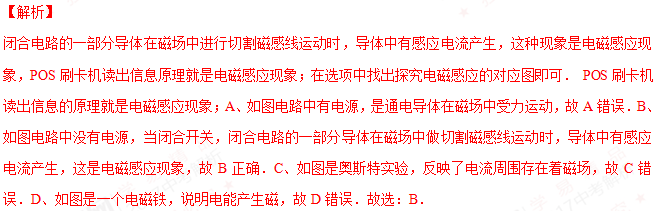 【解析】
闭合电路的一部分导体在磁场中进行切割磁感线运动时，导体中有感应电流产生，这种现象是电磁感应现
象，POS 刷卡机读出信息原理就是电磁感应现象；在选项中找出探究电磁感应的对应图即可． POS 刷卡机
读出信息的原理就是电磁感应现象；A、如图电路中有电源，是通电导体在磁场中受力运动，故 A 错误．B、
如图电路中没有电源，当闭合开关，闭合电路的一部分导体在磁场中做切割磁感线运动时，导体中有感应
电流产生，这是电磁感应现象，故 B 正确．C、如图是奥斯特实验，反映了电流周围存在着磁场，故 C 错
误．D、如图是一个电磁铁，说明电能产生磁，故 D 错误．故选：B．